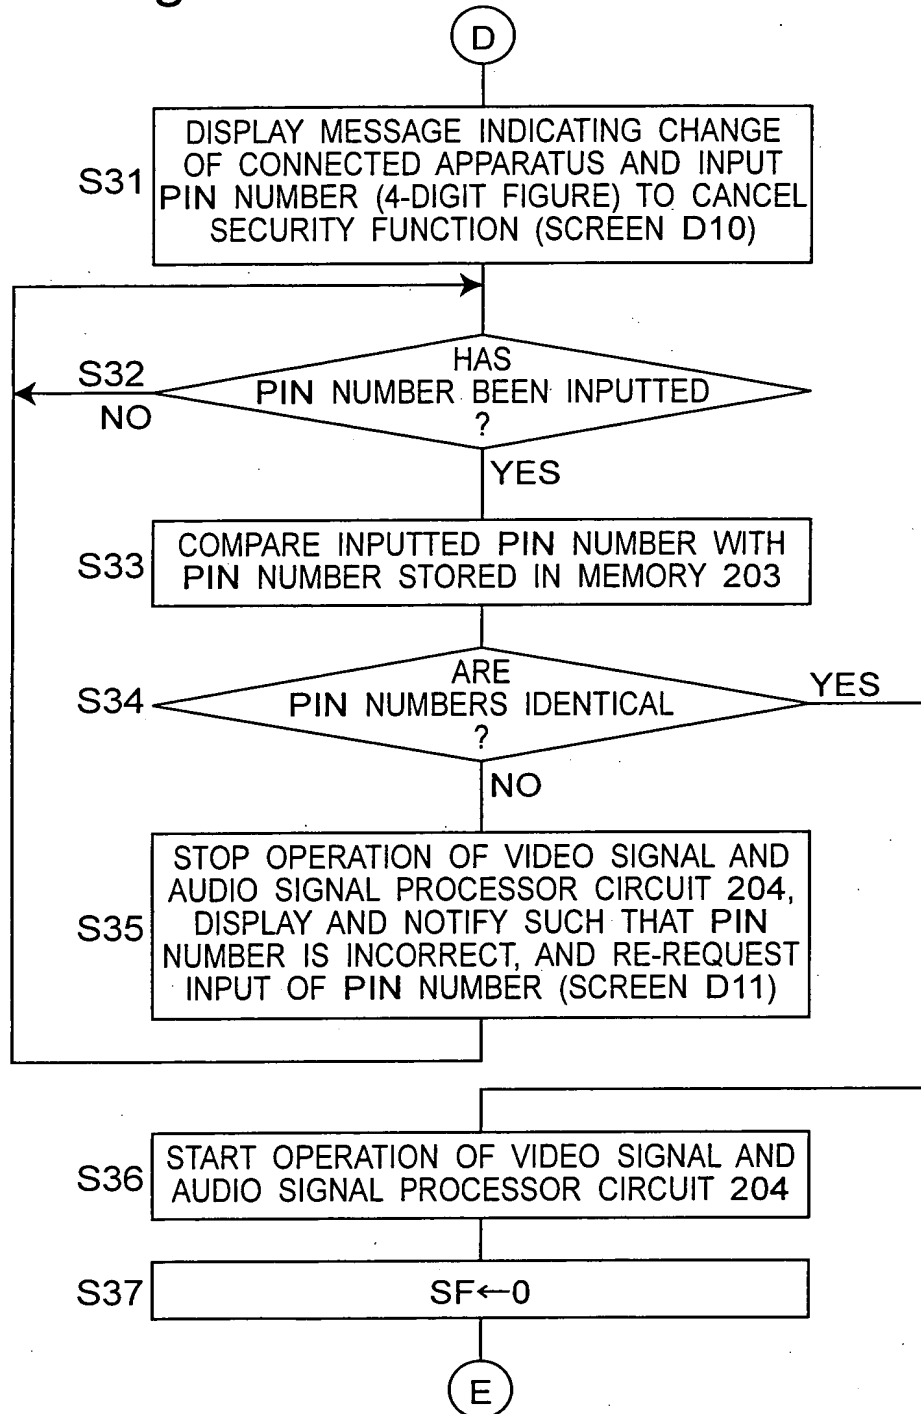 D
S31
DISPLAY MESSAGE INDICATING CHANGE
OF CONNECTED APPARATUS AND INPUT
PIN NUMBER (4-DIGIT FIGURE) TO CANCEL
SECURITY FUNCTION (SCREEN D10)
S32
HAS
PIN NUMBER BEEN INPUTTED
?
NO
YES
S33
COMPARE INPUTTED PIN NUMBER WITH
PIN NUMBER STORED IN MEMORY 203
S34
ARE
PIN NUMBERS IDENTICAL
?
YES
NO
S35
STOP OPERATION OF VIDEO SIGNAL AND
AUDIO SIGNAL PROCESSOR CIRCUIT 204,
DISPLAY AND NOTIFY SUCH THAT PIN
NUMBER IS INCORRECT, AND RE-REQUEST
INPUT OF PIN NUMBER (SCREEN D11)
S36
START OPERATION OF VIDEO SIGNAL AND
AUDIO SIGNAL PROCESSOR CIRCUIT 204
S37
SF←0
E